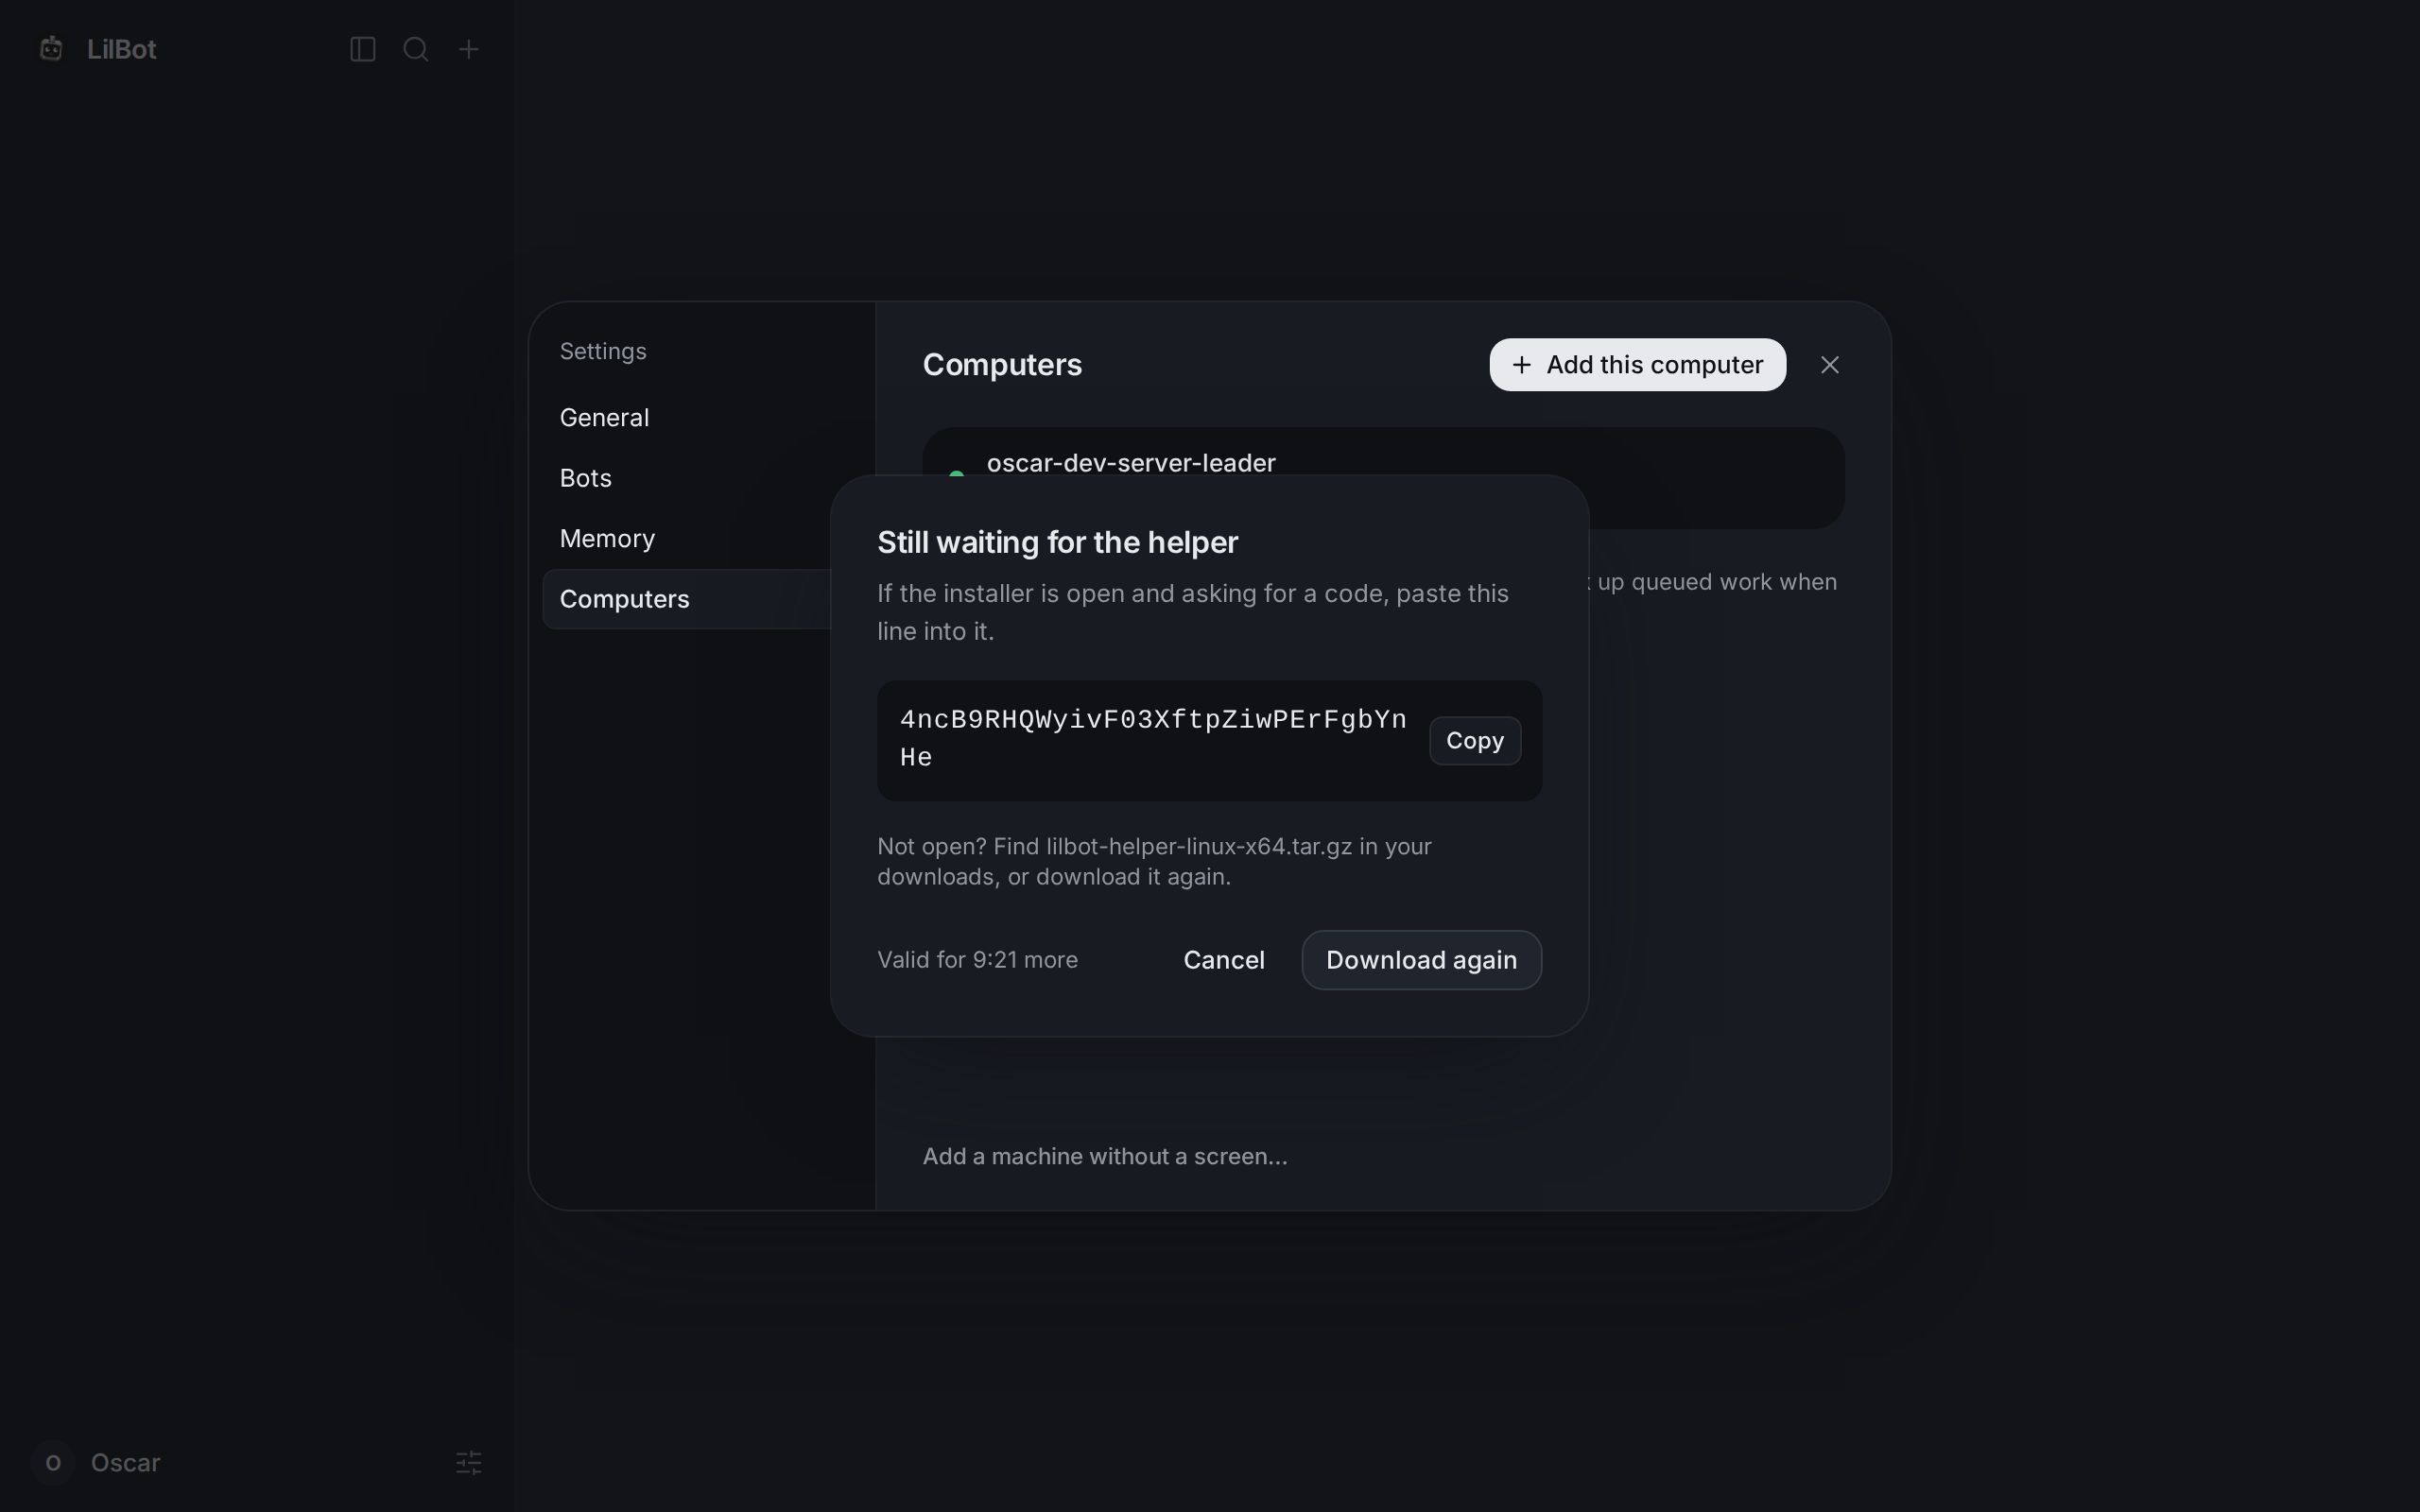 LilBot
Settings
General
Bots
Memory
Computers
Computers
Add this computer
oscar-dev-server-leader
up queued work when
Still waiting for the helper
If the installer is open and asking for a code, paste this
line into it.
4ncB9RHQWyivF03XftpZiwPErFgbYn
He
Copy
Not open? Find lilbot-helper-linux-x64.tar.gz in your
downloads, or download it again.
Valid for 9:21 more
Cancel
Download again
Add a machine without a screen...
O
Oscar